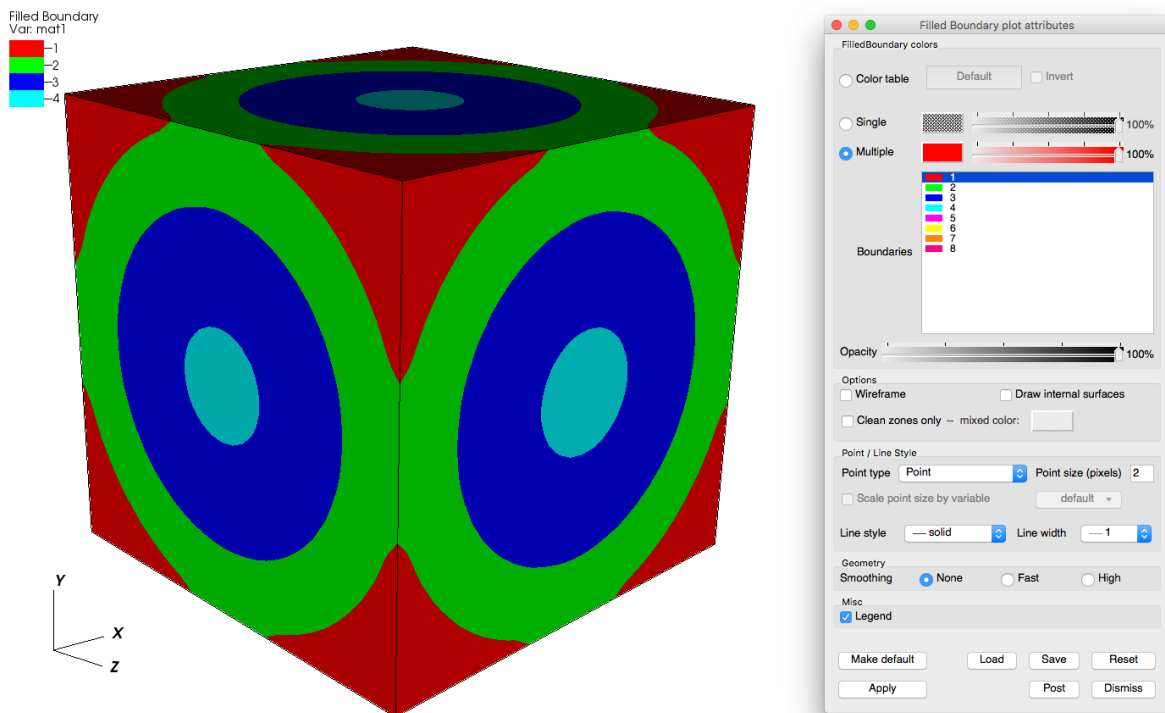 Filled Boundary
Var: mat1
1
2
3
4
Y
X
Z
Filled Boundary plot attributes
FilledBoundary colors
Color table Default Invert
Single 100%
Multiple 100%
Boundaries
1
2
3
4
5
6
7
8
Opacity 100%
Options
Wireframe Draw internal surfaces
Clean zones only -- mixed color:
Point / Line Style
Point type Point Point size (pixels) 2
Scale point size by variable default
Line style solid Line width 1
Geometry
Smoothing None Fast High
Misc
Legend
Make default Load Save Reset
Apply Post Dismiss